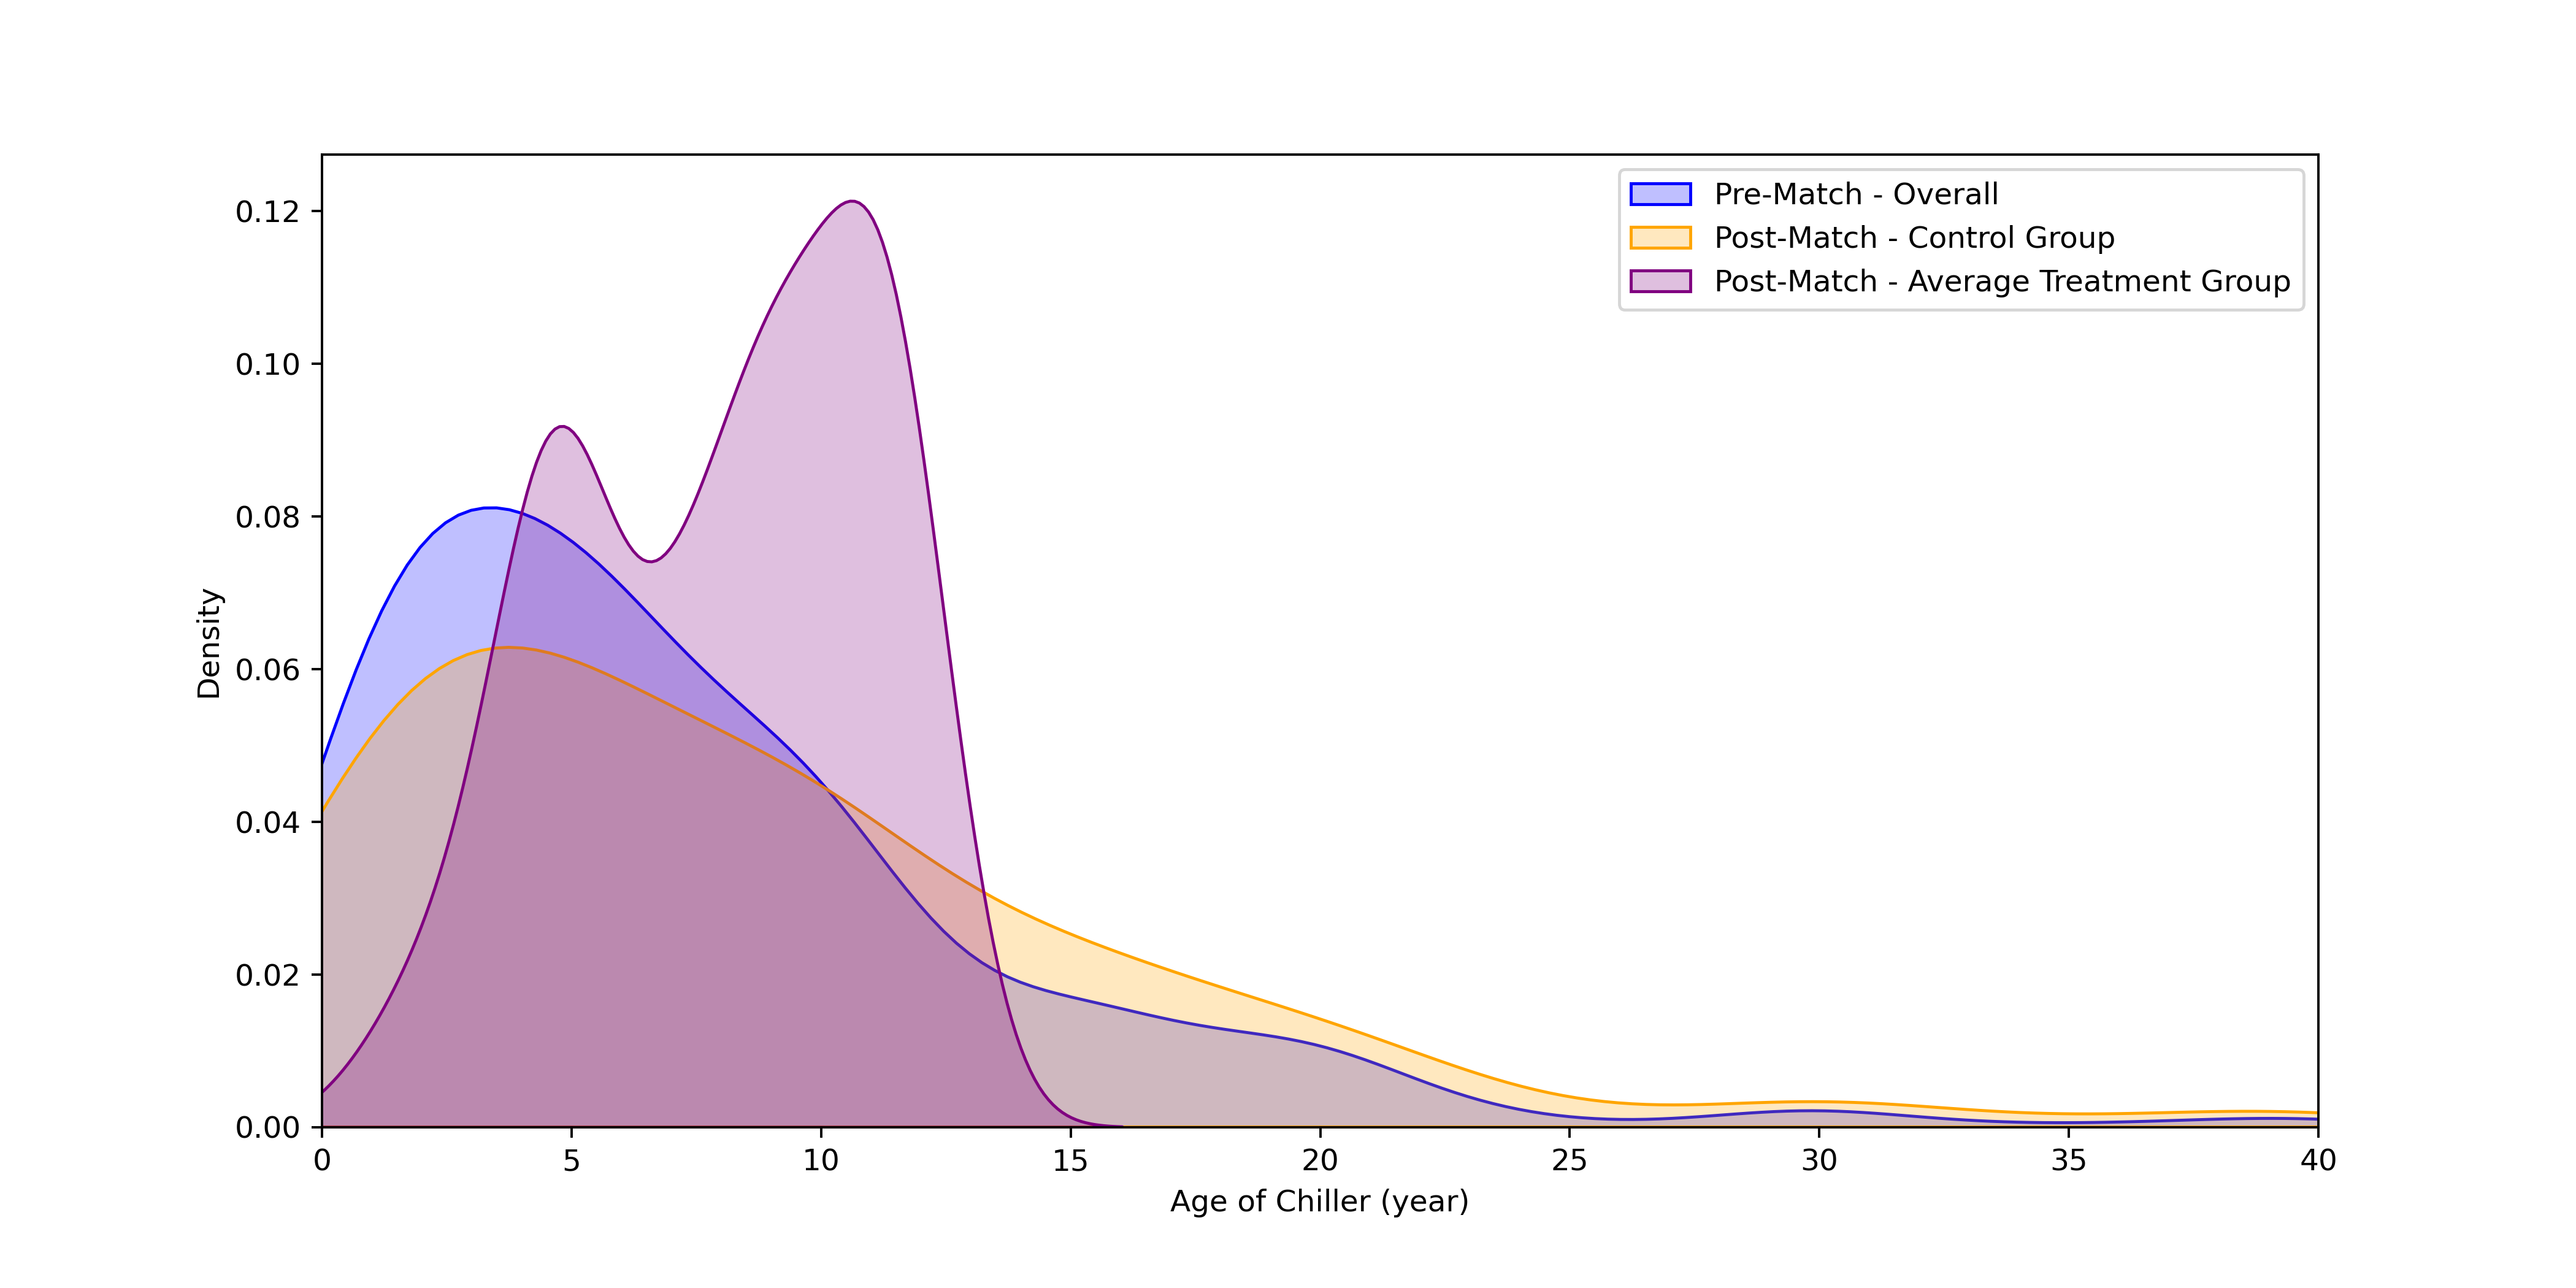 Pre-Match - Overall
Post-Match - Control Group
Post-Match - Average Treatment Group
Density
0.12
0.10
0.08
0.06
0.04
0.02
0.00
0 5 10 15 20 25 30 35 40
Age of Chiller (year)